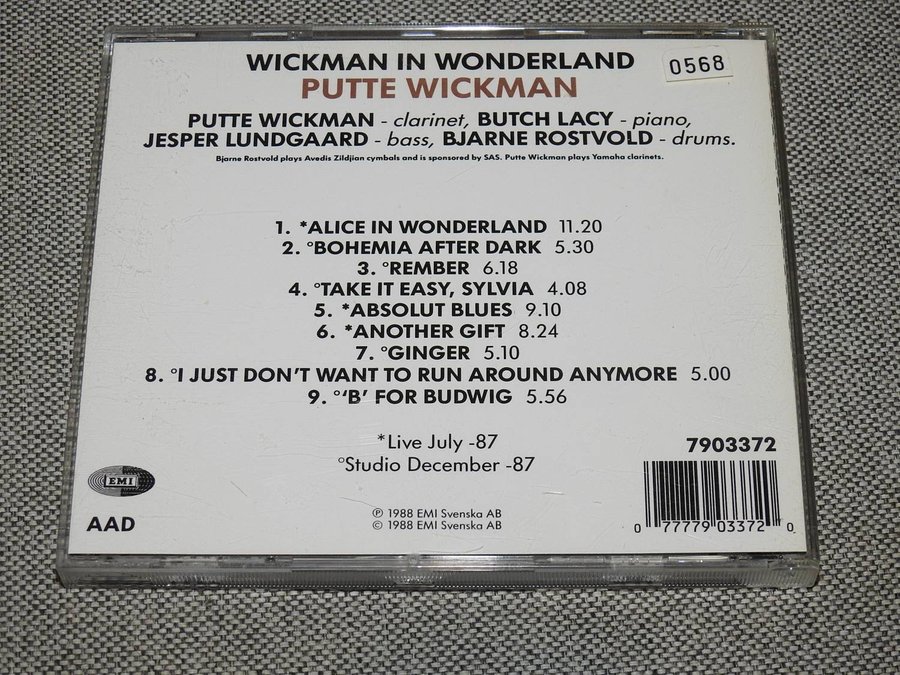 WICKMAN IN WONDERLAND
0568
PUTTE WICKMAN
PUTTE WICKMAN - clarinet, BUTCH LACY - piano,
JESPER LUNDGAARD - bass, BJARNE ROSTVOLD - drums.
Bjarne Rostvold plays Avedis Zildjian cymbals and is sponsored by SAS. Putte Wickman plays Yamaha clarinets.
1. *ALICE IN WONDERLAND 11.20
2. °BOHEMIA AFTER DARK 5.30
3. °REMBER 6.18
4. °TAKE IT EASY, SYLVIA 4.08
5. *ABSOLUT BLUES 9.10
6. *ANOTHER GIFT 8.24
7. °GINGER 5.10
8. °I JUST DON'T WANT TO RUN AROUND ANYMORE 5.00
9. °'B' FOR BUDWIG 5.56
*Live July -87
°Studio December -87
7903372
EMI
AAD
℗ 1988 EMI Svenska AB
© 1988 EMI Svenska AB
0 77779 03372 0